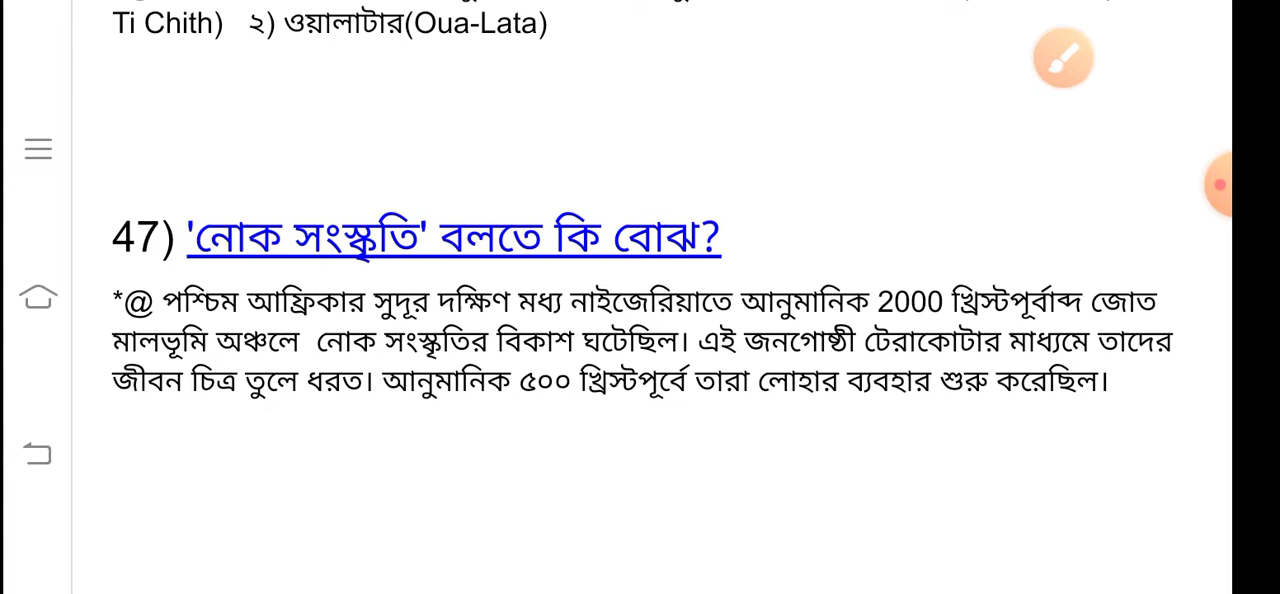 Ti Chith) ২) ওয়ালাটার(Oua-Lata)
47) 'নোক সংস্কৃতি' বলতে কি বোঝ?
*@ পশ্চিম আফ্রিকার সুদূর দক্ষিণ মধ্য নাইজেরিয়াতে আনুমানিক 2000 খ্রিস্টপূর্বাব্দ জোত
মালভূমি অঞ্চলে নোক সংস্কৃতির বিকাশ ঘটেছিল। এই জনগোষ্ঠী টেরাকোটার মাধ্যমে তাদের
জীবন চিত্র তুলে ধরত। আনুমানিক ৫০০ খ্রিস্টপূর্বে তারা লোহার ব্যবহার শুরু করেছিল।